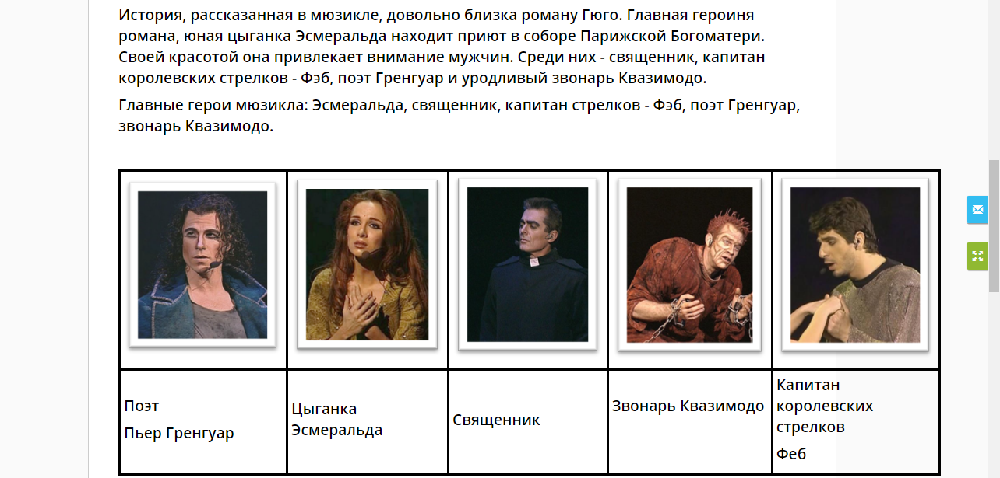 История, рассказанная в мюзикле, довольно близка роману Гюго. Главная героиня
романа, юная цыганка Эсмеральда находит приют в соборе Парижской Богоматери.
Своей красотой она привлекает внимание мужчин. Среди них - священник, капитан
королевских стрелков - Фэб, поэт Гренгуар и уродливый звонарь Квазимодо.
Главные герои мюзикла: Эсмеральда, священник, капитан стрелков - Фэб, поэт Гренгуар,
звонарь Квазимодо.
Поэт
Пьер Гренгуар
Цыганка
Эсмеральда
Священник
Звонарь Квазимодо
Капитан
королевских
стрелков
Феб